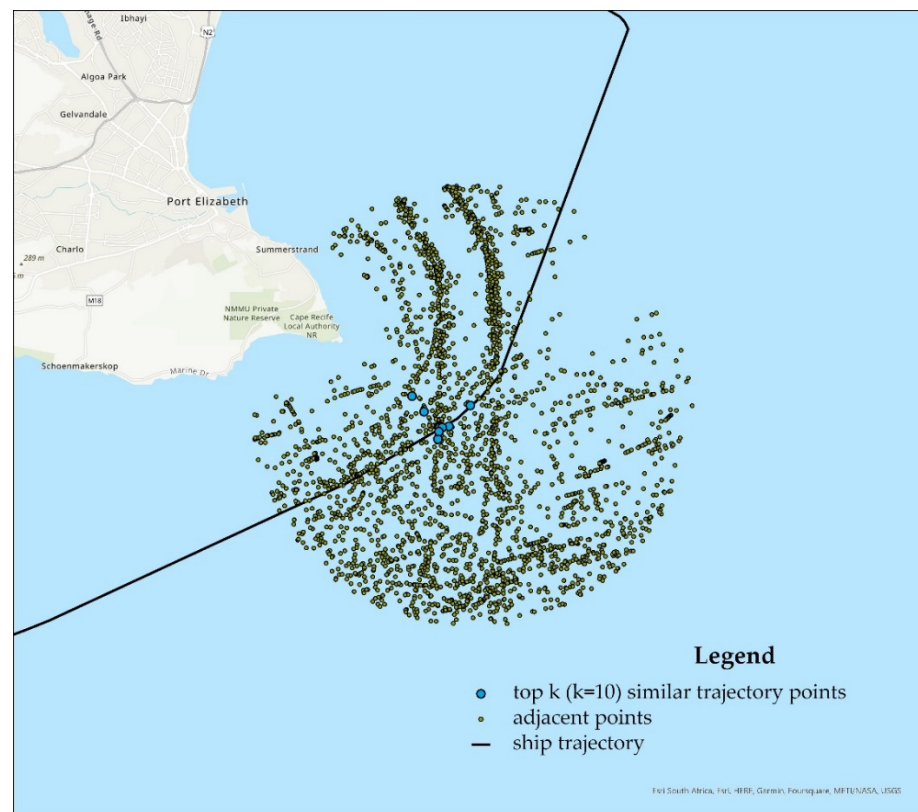 Ibhayi
N2
Algoa Park
Gelvandale
Port Elizabeth
Charlo
Summerstrand
289 m
M18
NMMU Private
Nature Reserve
Cape Recife
Local Authority
NR
Schoenmakerskop
Marine Dr
Legend
top k (k=10) similar trajectory points
adjacent points
ship trajectory
Esri South Africa, Esri, HERE, Garmin, Foursquare, METI/NASA, USGS